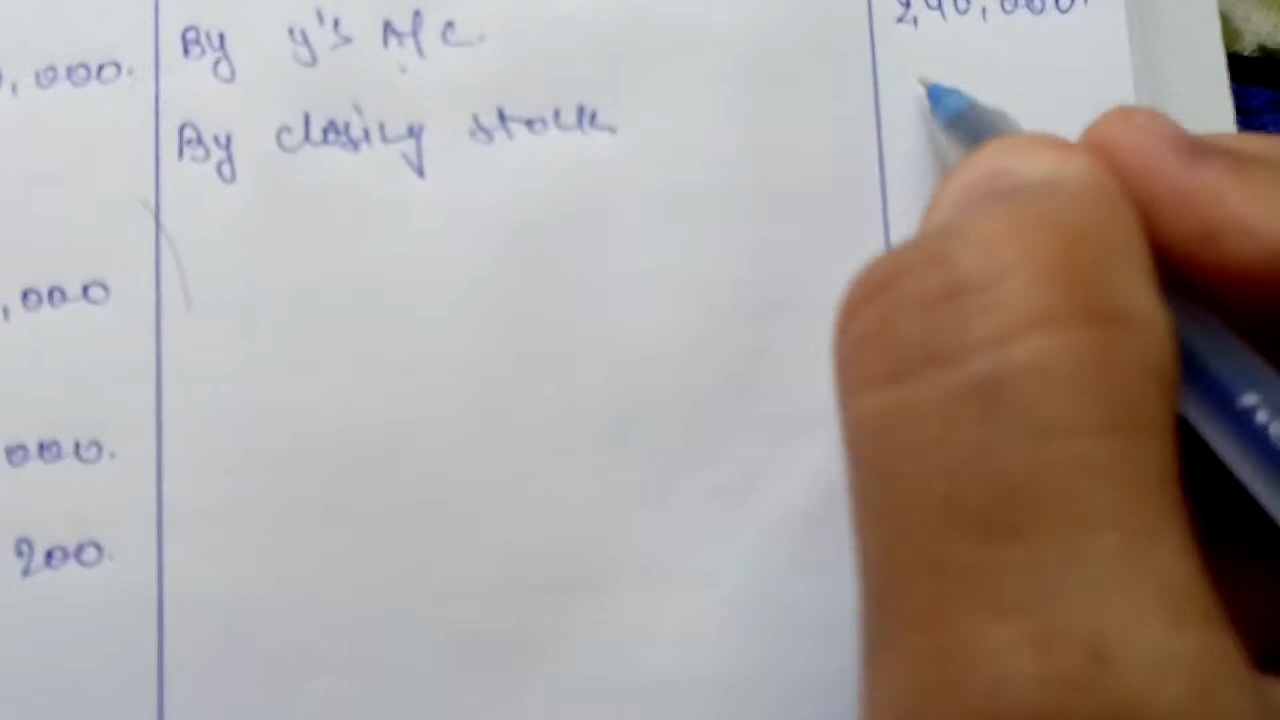 By y's A/c. 2,40,000.
,000.
By closing stock
,000
000.
200.